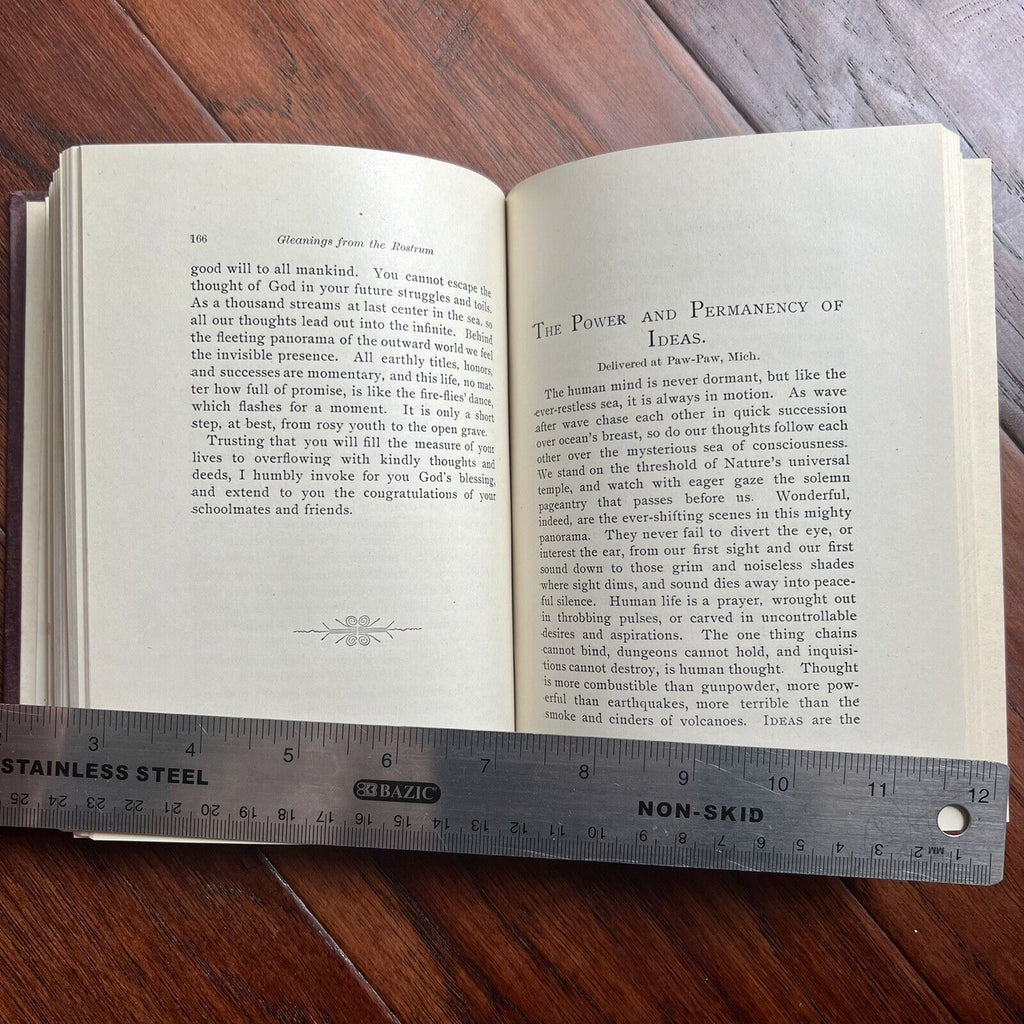 166 Gleanings from the Rostrum
good will to all mankind. You cannot escape the
thought of God in your future struggles and toils.
As a thousand streams at last center in the sea, so
all our thoughts lead out into the infinite. Behind
the fleeting panorama of the outward world we feel
the invisible presence. All earthly titles, honors,
and successes are momentary, and this life, no mat-
ter how full of promise, is like the fire-flies' dance,
which flashes for a moment. It is only a short
step, at best, from rosy youth to the open grave.
Trusting that you will fill the measure of your
lives to overflowing with kindly thoughts and
deeds, I humbly invoke for you God's blessing,
and extend to you the congratulations of your
schoolmates and friends.
The Power and Permanency of
Ideas.
Delivered at Paw-Paw, Mich.
The human mind is never dormant, but like the
ever-restless sea, it is always in motion. As wave
after wave chase each other in quick succession
over ocean's breast, so do our thoughts follow each
other over the mysterious sea of consciousness.
We stand on the threshold of Nature's universal
temple, and watch with eager gaze the solemn
pageantry that passes before us. Wonderful,
indeed, are the ever-shifting scenes in this mighty
panorama. They never fail to divert the eye, or
interest the ear, from our first sight and our first
sound down to those grim and noiseless shades
where sight dims, and sound dies away into peace-
ful silence. Human life is a prayer, wrought out
in throbbing pulses, or carved in uncontrollable
desires and aspirations. The one thing chains
cannot bind, dungeons cannot hold, and inquisi-
tions cannot destroy, is human thought. Thought
is more combustible than gunpowder, more pow-
erful than earthquakes, more terrible than the
smoke and cinders of volcanoes. Ideas are the
3 4 5 6 7 8 9 10 11 12
STAINLESS STEEL BAZIC NON-SKID
25 24 23 22 21 20 19 18 17 16 15 14 13 12 11 10 9 8 7 6 5 4 3 2 MM 1